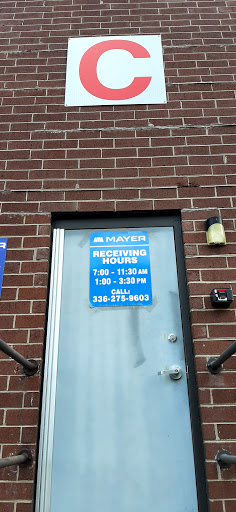 C
MAYER
RECEIVING
HOURS
7:00 - 11:30 AM
1:00 - 3:30 PM
CALL:
336-275-9603